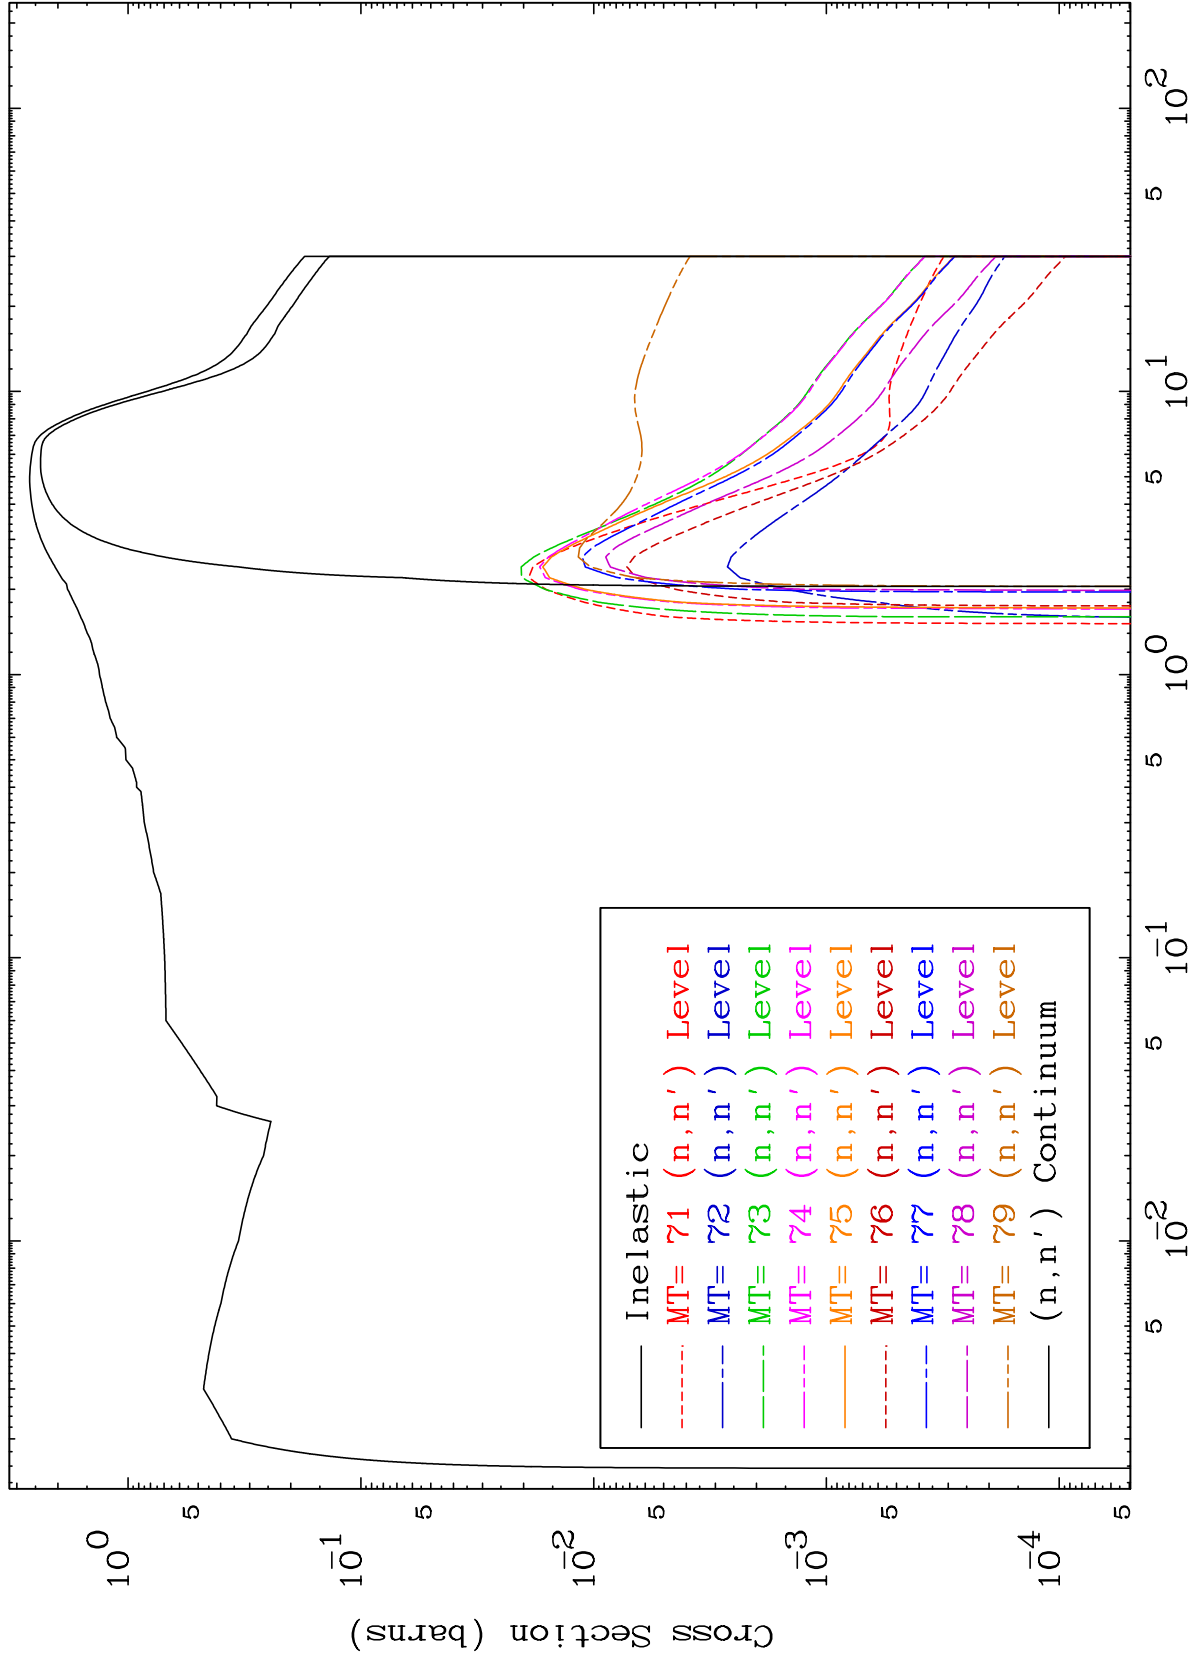 Cross Section (barns)
10^0
5
10^-1
5
10^-2
5
10^-3
5
10^-4
5
Inelastic
MT= 71 (n,n') Level
MT= 72 (n,n') Level
MT= 73 (n,n') Level
MT= 74 (n,n') Level
MT= 75 (n,n') Level
MT= 76 (n,n') Level
MT= 77 (n,n') Level
MT= 78 (n,n') Level
MT= 79 (n,n') Level
(n,n') Continuum
5
10^-2
5
10^-1
5
10^0
5
10^1
5
10^2